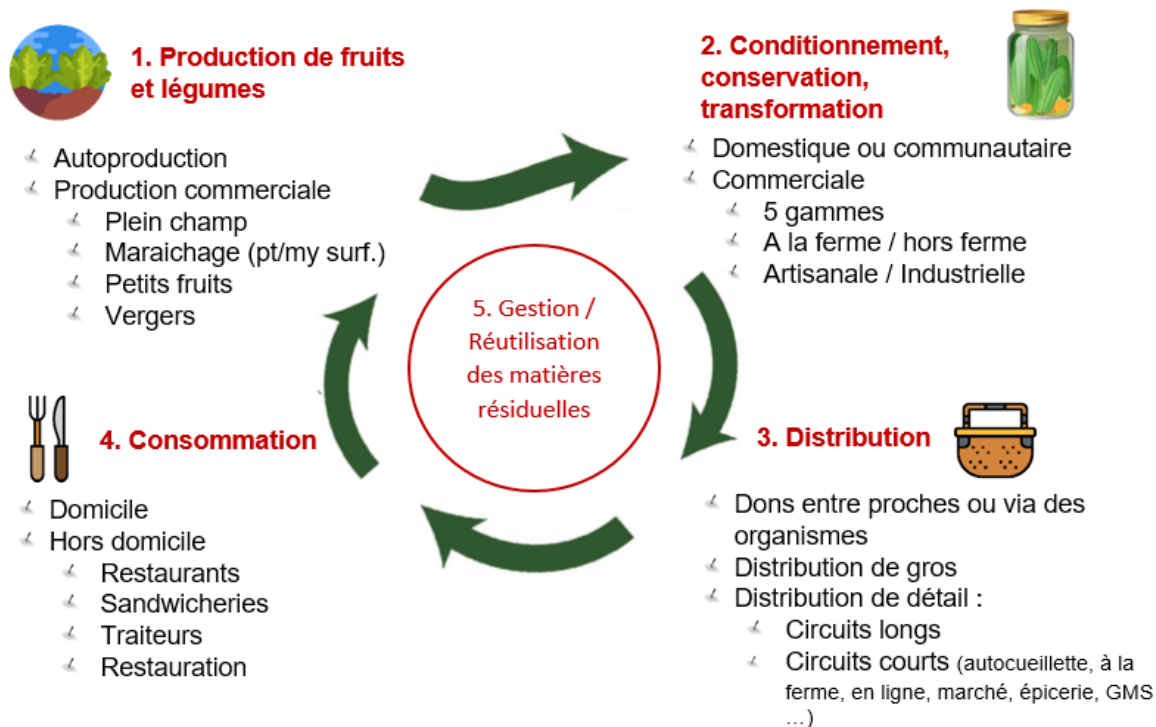 1. Production de fruits
et légumes
Autoproduction
Production commerciale
Plein champ
Maraichage (pt/my surf.)
Petits fruits
Vergers
2. Conditionnement,
conservation,
transformation
Domestique ou communautaire
Commerciale
5 gammes
A la ferme / hors ferme
Artisanale / Industrielle
5. Gestion /
Réutilisation
des matières
résiduelles
3. Distribution
Dons entre proches ou via des
organismes
Distribution de gros
Distribution de détail :
Circuits longs
Circuits courts (autocueillette, à la
ferme, en ligne, marché, épicerie, GMS
…)
4. Consommation
Domicile
Hors domicile
Restaurants
Sandwicheries
Traiteurs
Restauration